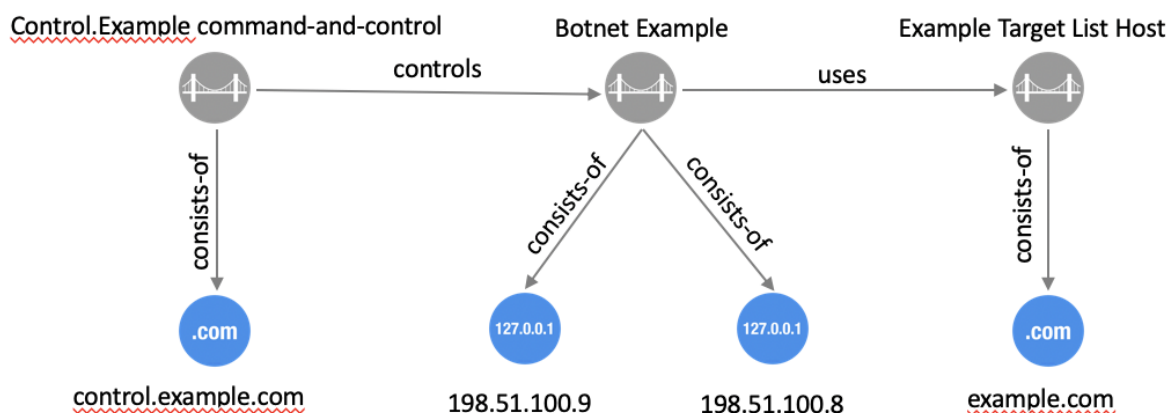 Control.Example command-and-control
Botnet Example
Example Target List Host
controls
uses
consists-of
consists-of
consists-of
consists-of
.com
127.0.0.1
127.0.0.1
.com
control.example.com
198.51.100.9
198.51.100.8
example.com